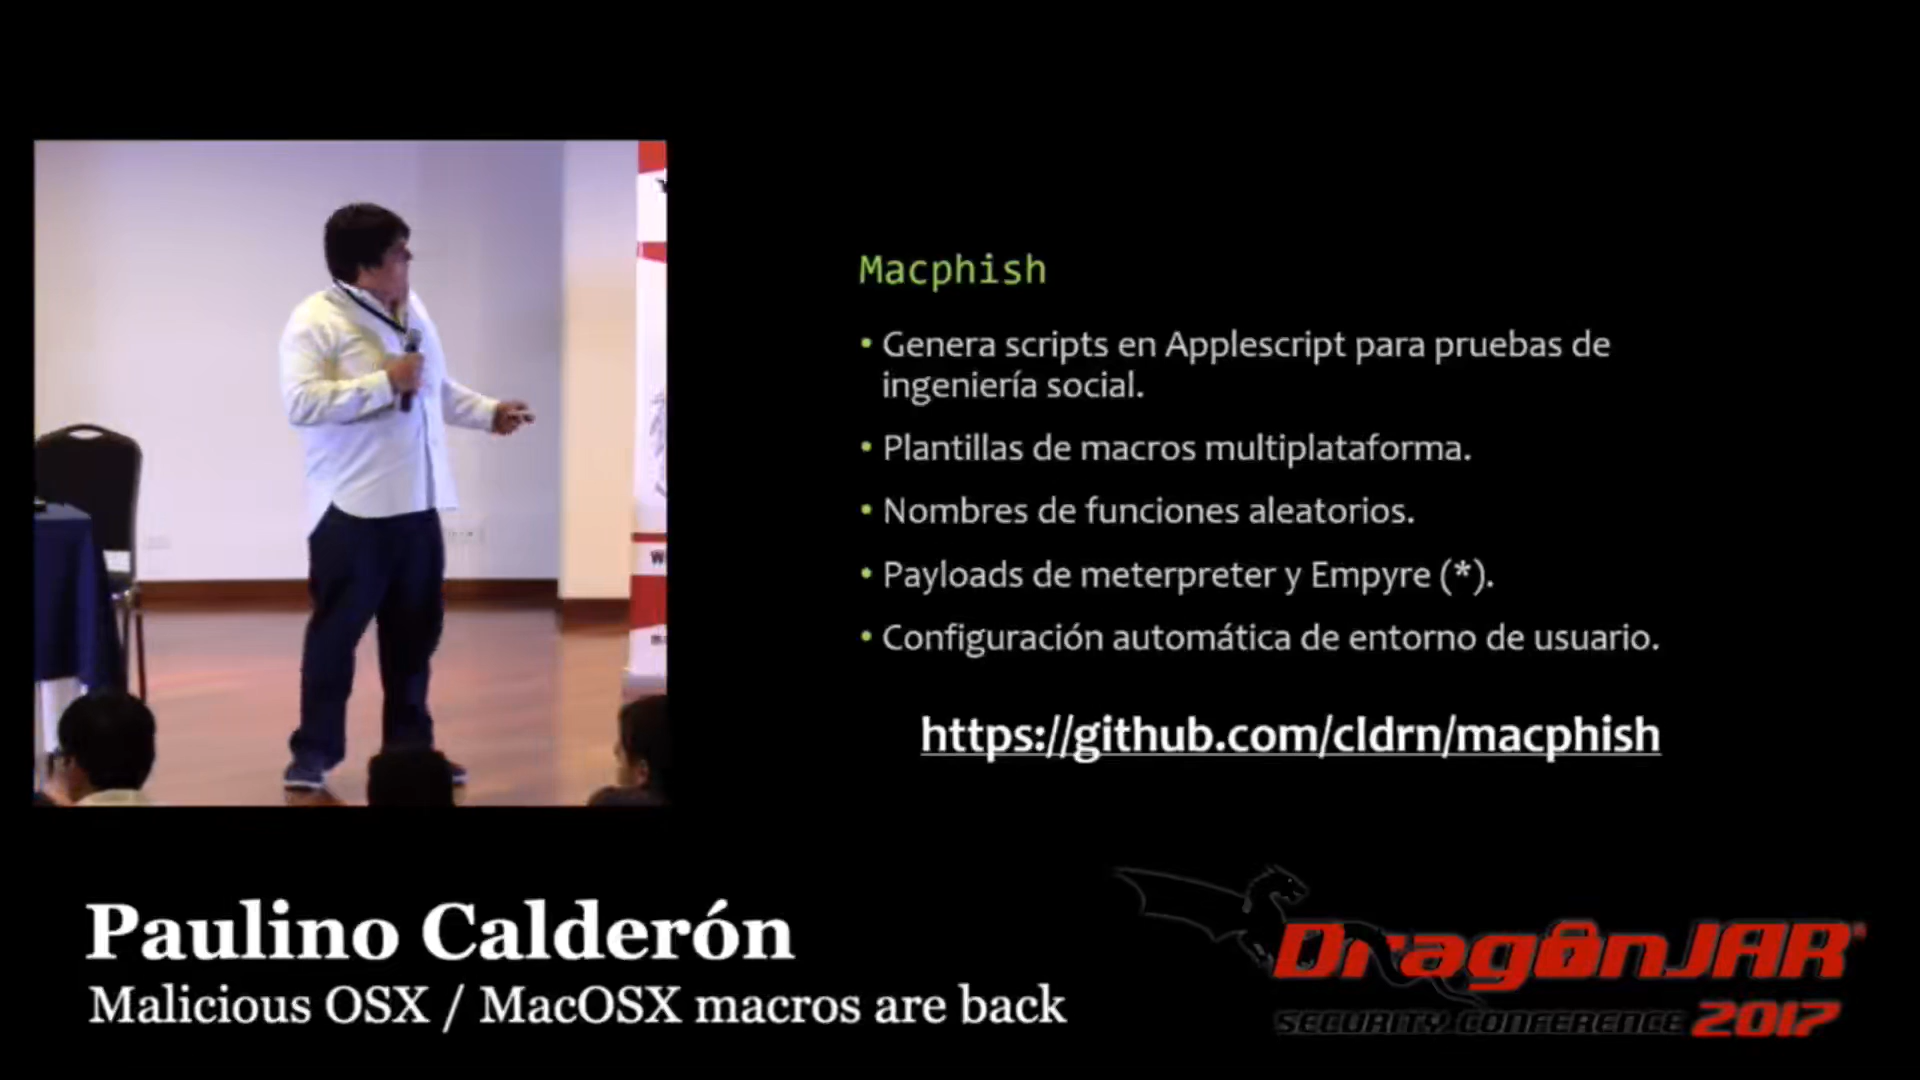 Macphish
• Genera scripts en Applescript para pruebas de
ingeniería social.
• Plantillas de macros multiplataforma.
• Nombres de funciones aleatorios.
• Payloads de meterpreter y Empyre (*).
• Configuración automática de entorno de usuario.
https://github.com/cldrn/macphish
Paulino Calderón
Malicious OSX / MacOSX macros are back
DragonJAR
SECURITY CONFERENCE 2017